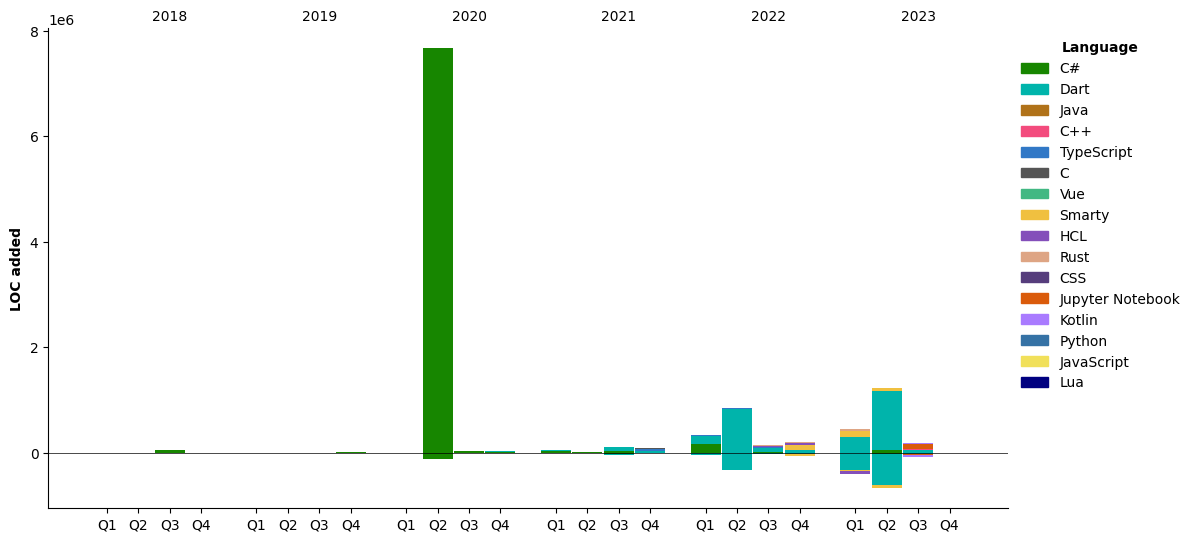 1e6
2018 2019 2020 2021 2022 2023
8
6
4
2
0
LOC added
Q1 Q2 Q3 Q4 Q1 Q2 Q3 Q4 Q1 Q2 Q3 Q4 Q1 Q2 Q3 Q4 Q1 Q2 Q3 Q4 Q1 Q2 Q3 Q4
Language
C#
Dart
Java
C++
TypeScript
C
Vue
Smarty
HCL
Rust
CSS
Jupyter Notebook
Kotlin
Python
JavaScript
Lua